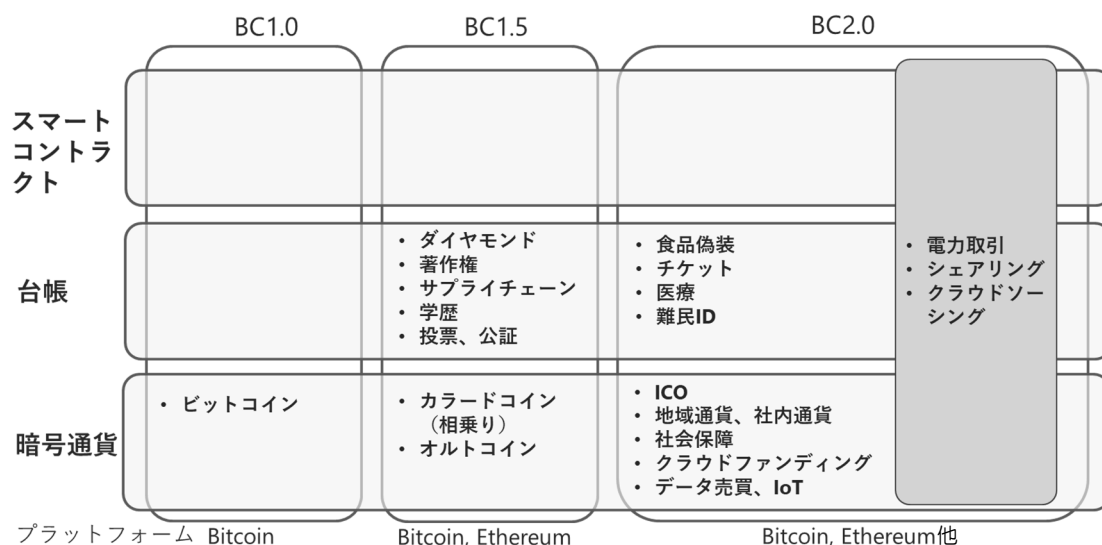 BC1.0
BC1.5
BC2.0
スマート
コントラ
クト
台帳
• ダイヤモンド
• 著作権
• サプライチェーン
• 学歴
• 投票、公証
• 食品偽装
• チケット
• 医療
• 難民ID
• 電力取引
• シェアリング
• クラウドソー
シング
暗号通貨
• ビットコイン
• カラードコイン
（相乗り）
• オルトコイン
• ICO
• 地域通貨、社内通貨
• 社会保障
• クラウドファンディング
• データ売買、IoT
プラットフォーム
Bitcoin
Bitcoin, Ethereum
Bitcoin, Ethereum他